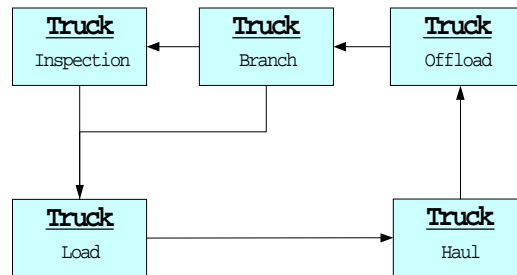 Truck
Inspection
Truck
Branch
Truck
Offload
Truck
Load
Truck
Haul